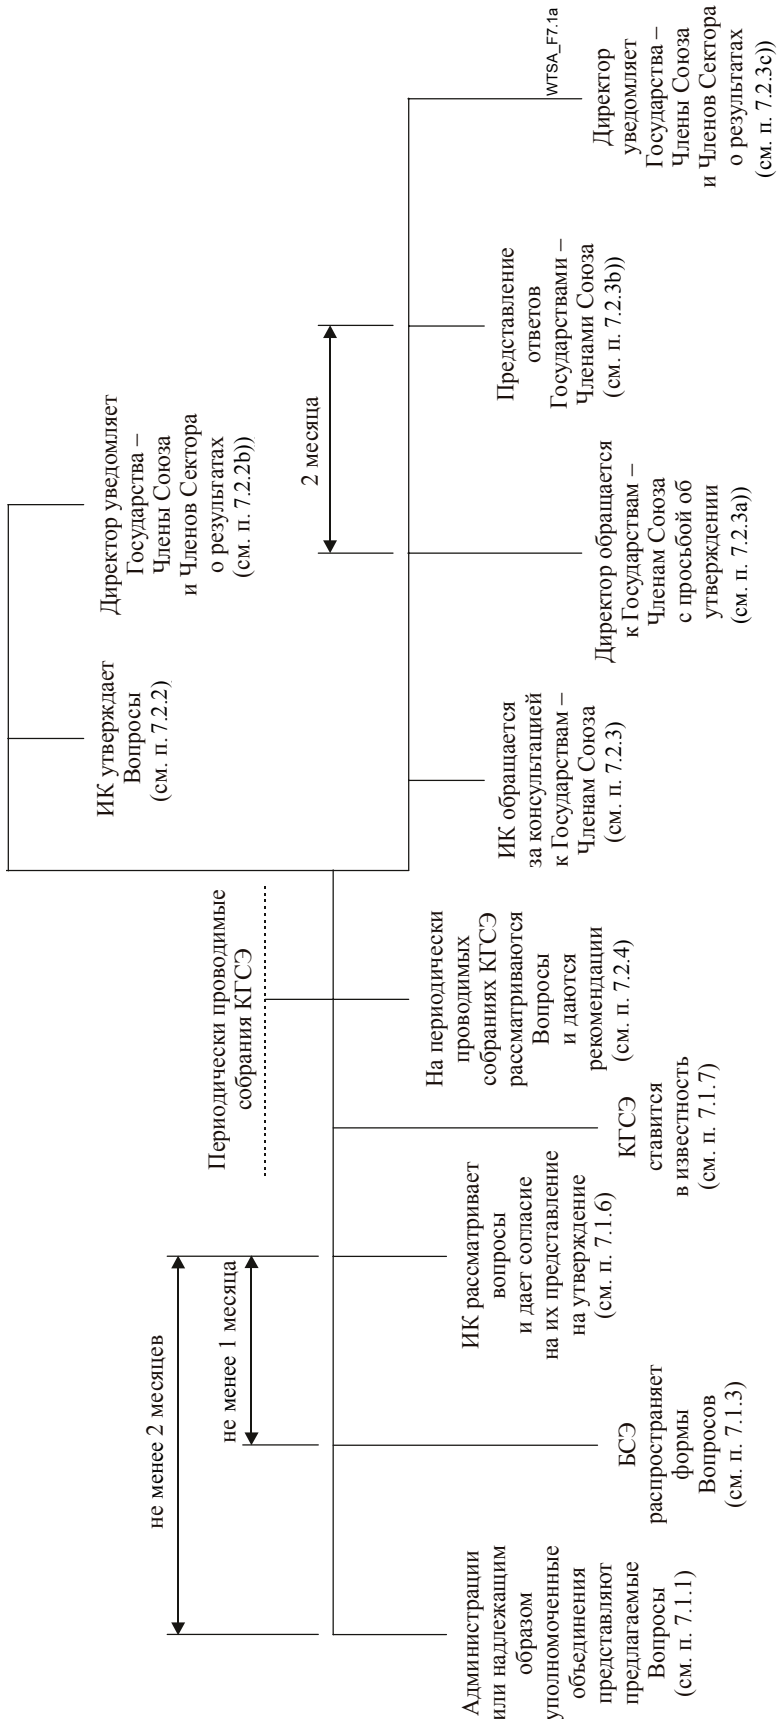 не менее 2 месяцев
не менее 1 месяца
Периодически проводимые
собрания КГСЭ
Администрации
или надлежащим
образом
уполномоченные
объединения
представляют
предлагаемые
Вопросы
(см. п. 7.1.1)
БСЭ
распространяет
формы
Вопросов
(см. п. 7.1.3)
ИК рассматривает
вопросы
и дает согласие
на их представление
на утверждение
(см. п. 7.1.6)
КГСЭ
ставится
в известность
(см. п. 7.1.7)
На периодически
проводимых
собраниях КГСЭ
рассматриваются
Вопросы
и даются
рекомендации
(см. п. 7.2.4)
ИК утверждает
Вопросы
(см. п. 7.2.2)
Директор уведомляет
Государства –
Члены Союза
и Членов Сектора
о результатах
(см. п. 7.2.2b))
2 месяца
ИК обращается
за консультацией
к Государствам –
Членам Союза
(см. п. 7.2.3)
Директор обращается
к Государствам –
Членам Союза
с просьбой об
утверждении
(см. п. 7.2.3a))
Представление
ответов
Государствами –
Членами Союза
(см. п. 7.2.3b))
Директор
уведомляет
Государства –
Члены Союза
и Членов Сектора
о результатах
(см. п. 7.2.3c))
WTSA_F7.1a